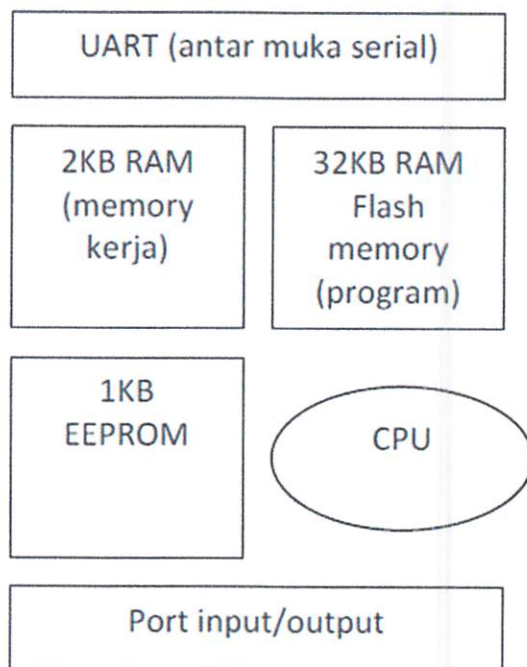 UART (antar muka serial)
2KB RAM
(memory
kerja)
32KB RAM
Flash
memory
(program)
1KB
EEPROM
CPU
Port input/output